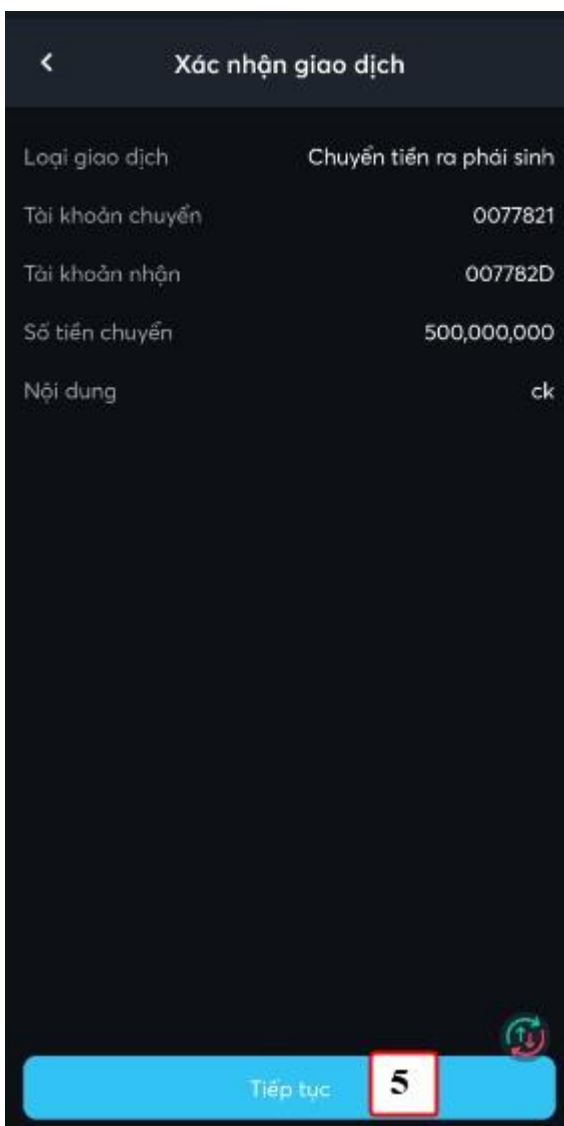 Xác nhận giao dịch
Loại giao dịch Chuyển tiền ra phái sinh
Tài khoản chuyển 0077821
Tài khoản nhận 007782D
Số tiền chuyển 500,000,000
Nội dung ck
Tiếp tục 5